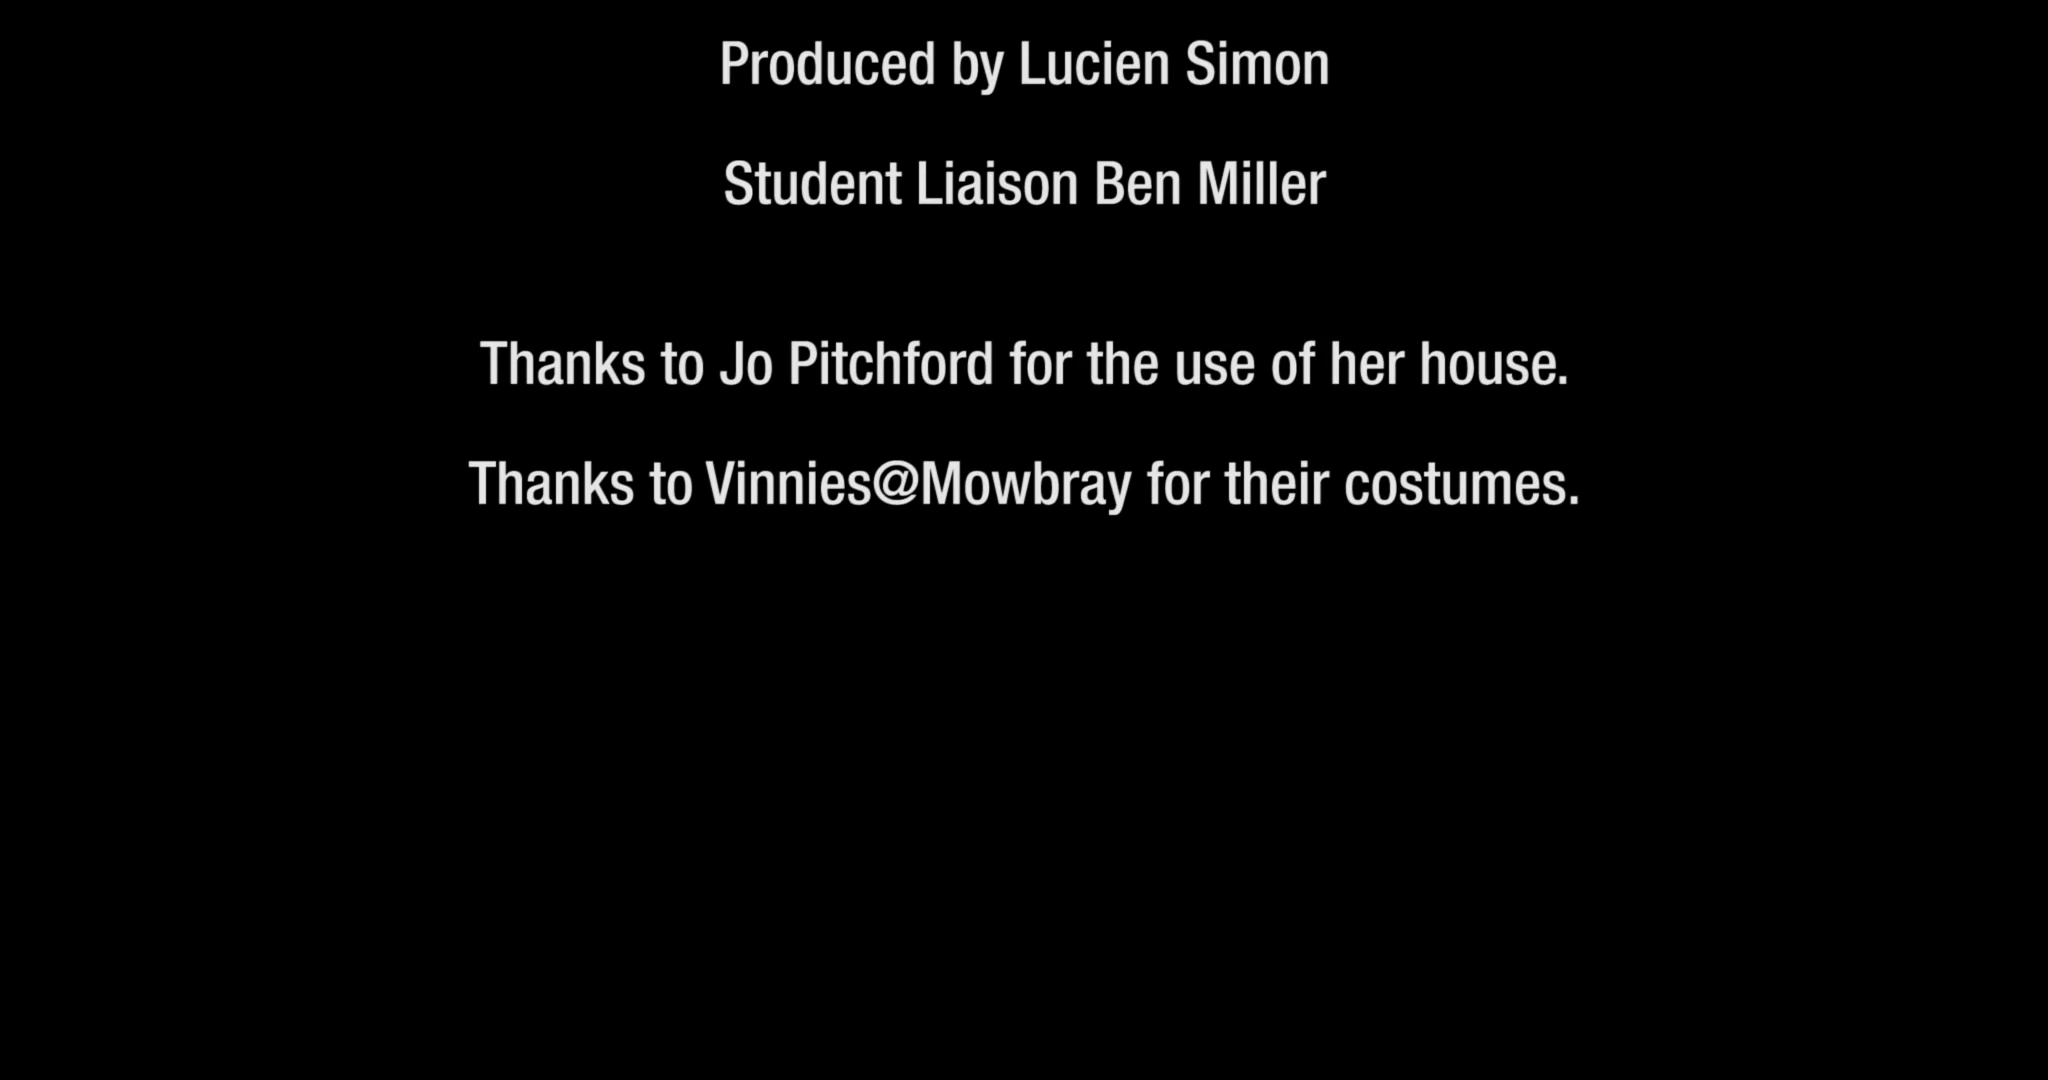 Produced by Lucien Simon
Student Liaison Ben Miller
Thanks to Jo Pitchford for the use of her house.
Thanks to Vinnies@Mowbray for their costumes.